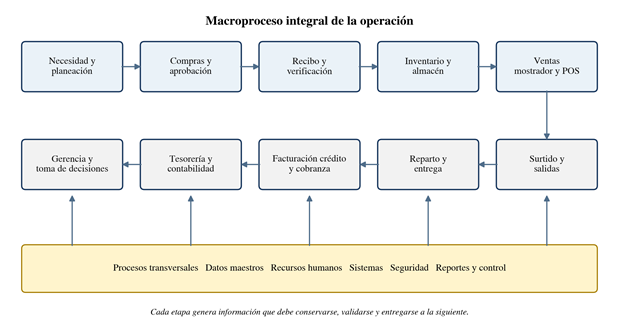 Macroproceso integral de la operación
Necesidad y
planeación
Compras y
aprobación
Recibo y
verificación
Inventario y
almacén
Ventas
mostrador y POS
Gerencia y
toma de decisiones
Tesorería y
contabilidad
Facturación crédito
y cobranza
Reparto y
entrega
Surtido y
salidas
Procesos transversales Datos maestros Recursos humanos Sistemas Seguridad Reportes y control
Cada etapa genera información que debe conservarse, validarse y entregarse a la siguiente.